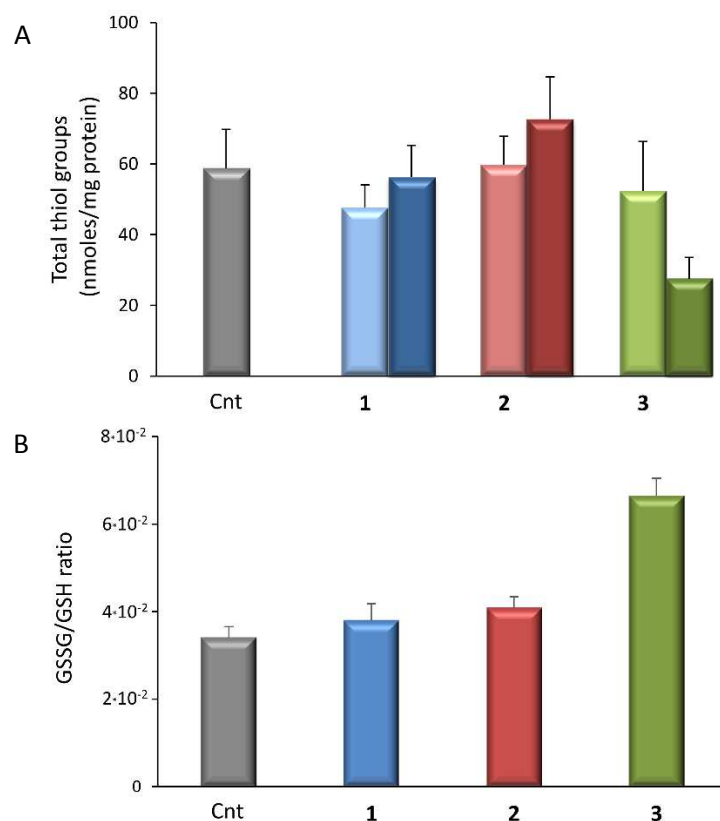 A
Total thiol groups
(nmoles/mg protein)
100
80
60
40
20
0
Cnt 1 2 3
B
GSSG/GSH ratio
8·10⁻²
6·10⁻²
4·10⁻²
2·10⁻²
0
Cnt 1 2 3